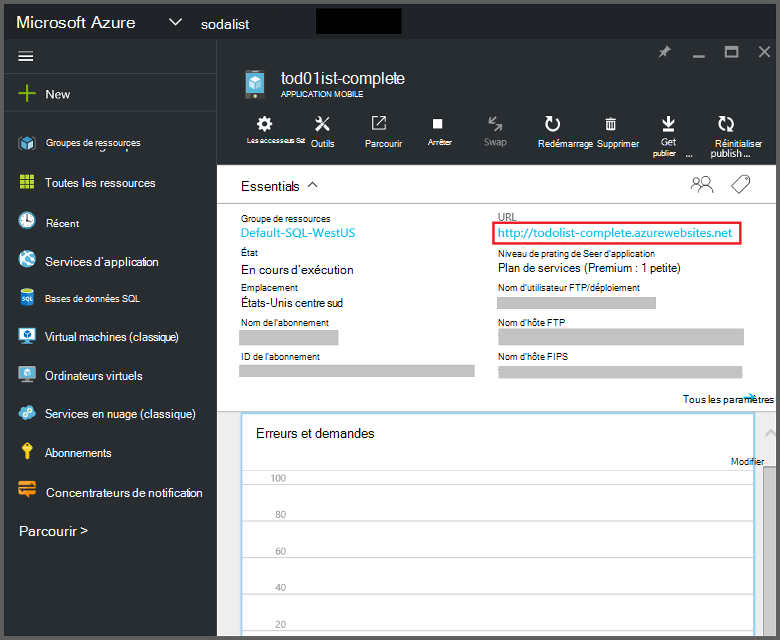 Microsoft Azure
sodalist
tod01ist-complete
APPLICATION MOBILE
New
Les accesseurs Set
Outils
Parcourir
Arrêter
Swap
Redémarrage
Supprimer
Get
publier ...
Réinitialiser
publish...
Groupes de ressources
Toutes les ressources
Récent
Services d'application
Bases de données SQL
Virtual machines (classique)
Ordinateurs virtuels
Services en nuage (classique)
Abonnements
Concentrateurs de notification
Parcourir >
Essentials
Groupe de ressources
Default-SQL-WestUS
État
En cours d'exécution
Emplacement
États-Unis centre sud
Nom de l'abonnement
ID de l'abonnement
URL
http://todolist-complete.azurewebsites.net
Niveau de prating de Seer d'application
Plan de services (Premium : 1 petite)
Nom d'utilisateur FTP/déploiement
Nom d'hôte FTP
Nom d'hôte FIPS
Tous les paramètres
Erreurs et demandes
Modifier
100
80
60
40
20